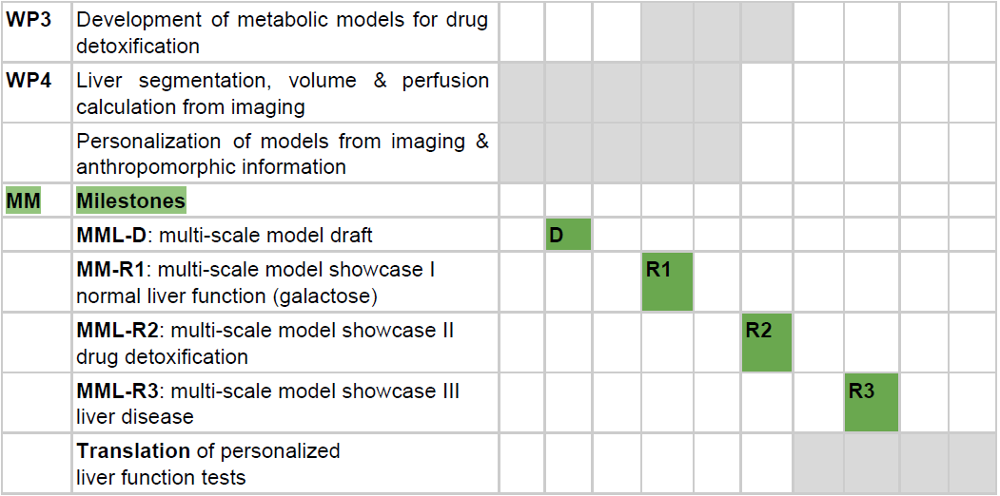 WP3 Development of metabolic models for drug
detoxification
WP4 Liver segmentation, volume & perfusion
calculation from imaging
Personalization of models from imaging &
anthropomorphic information
MM Milestones
MML-D: multi-scale model draft D
MM-R1: multi-scale model showcase I R1
normal liver function (galactose)
MML-R2: multi-scale model showcase II R2
drug detoxification
MML-R3: multi-scale model showcase III R3
liver disease
Translation of personalized
liver function tests